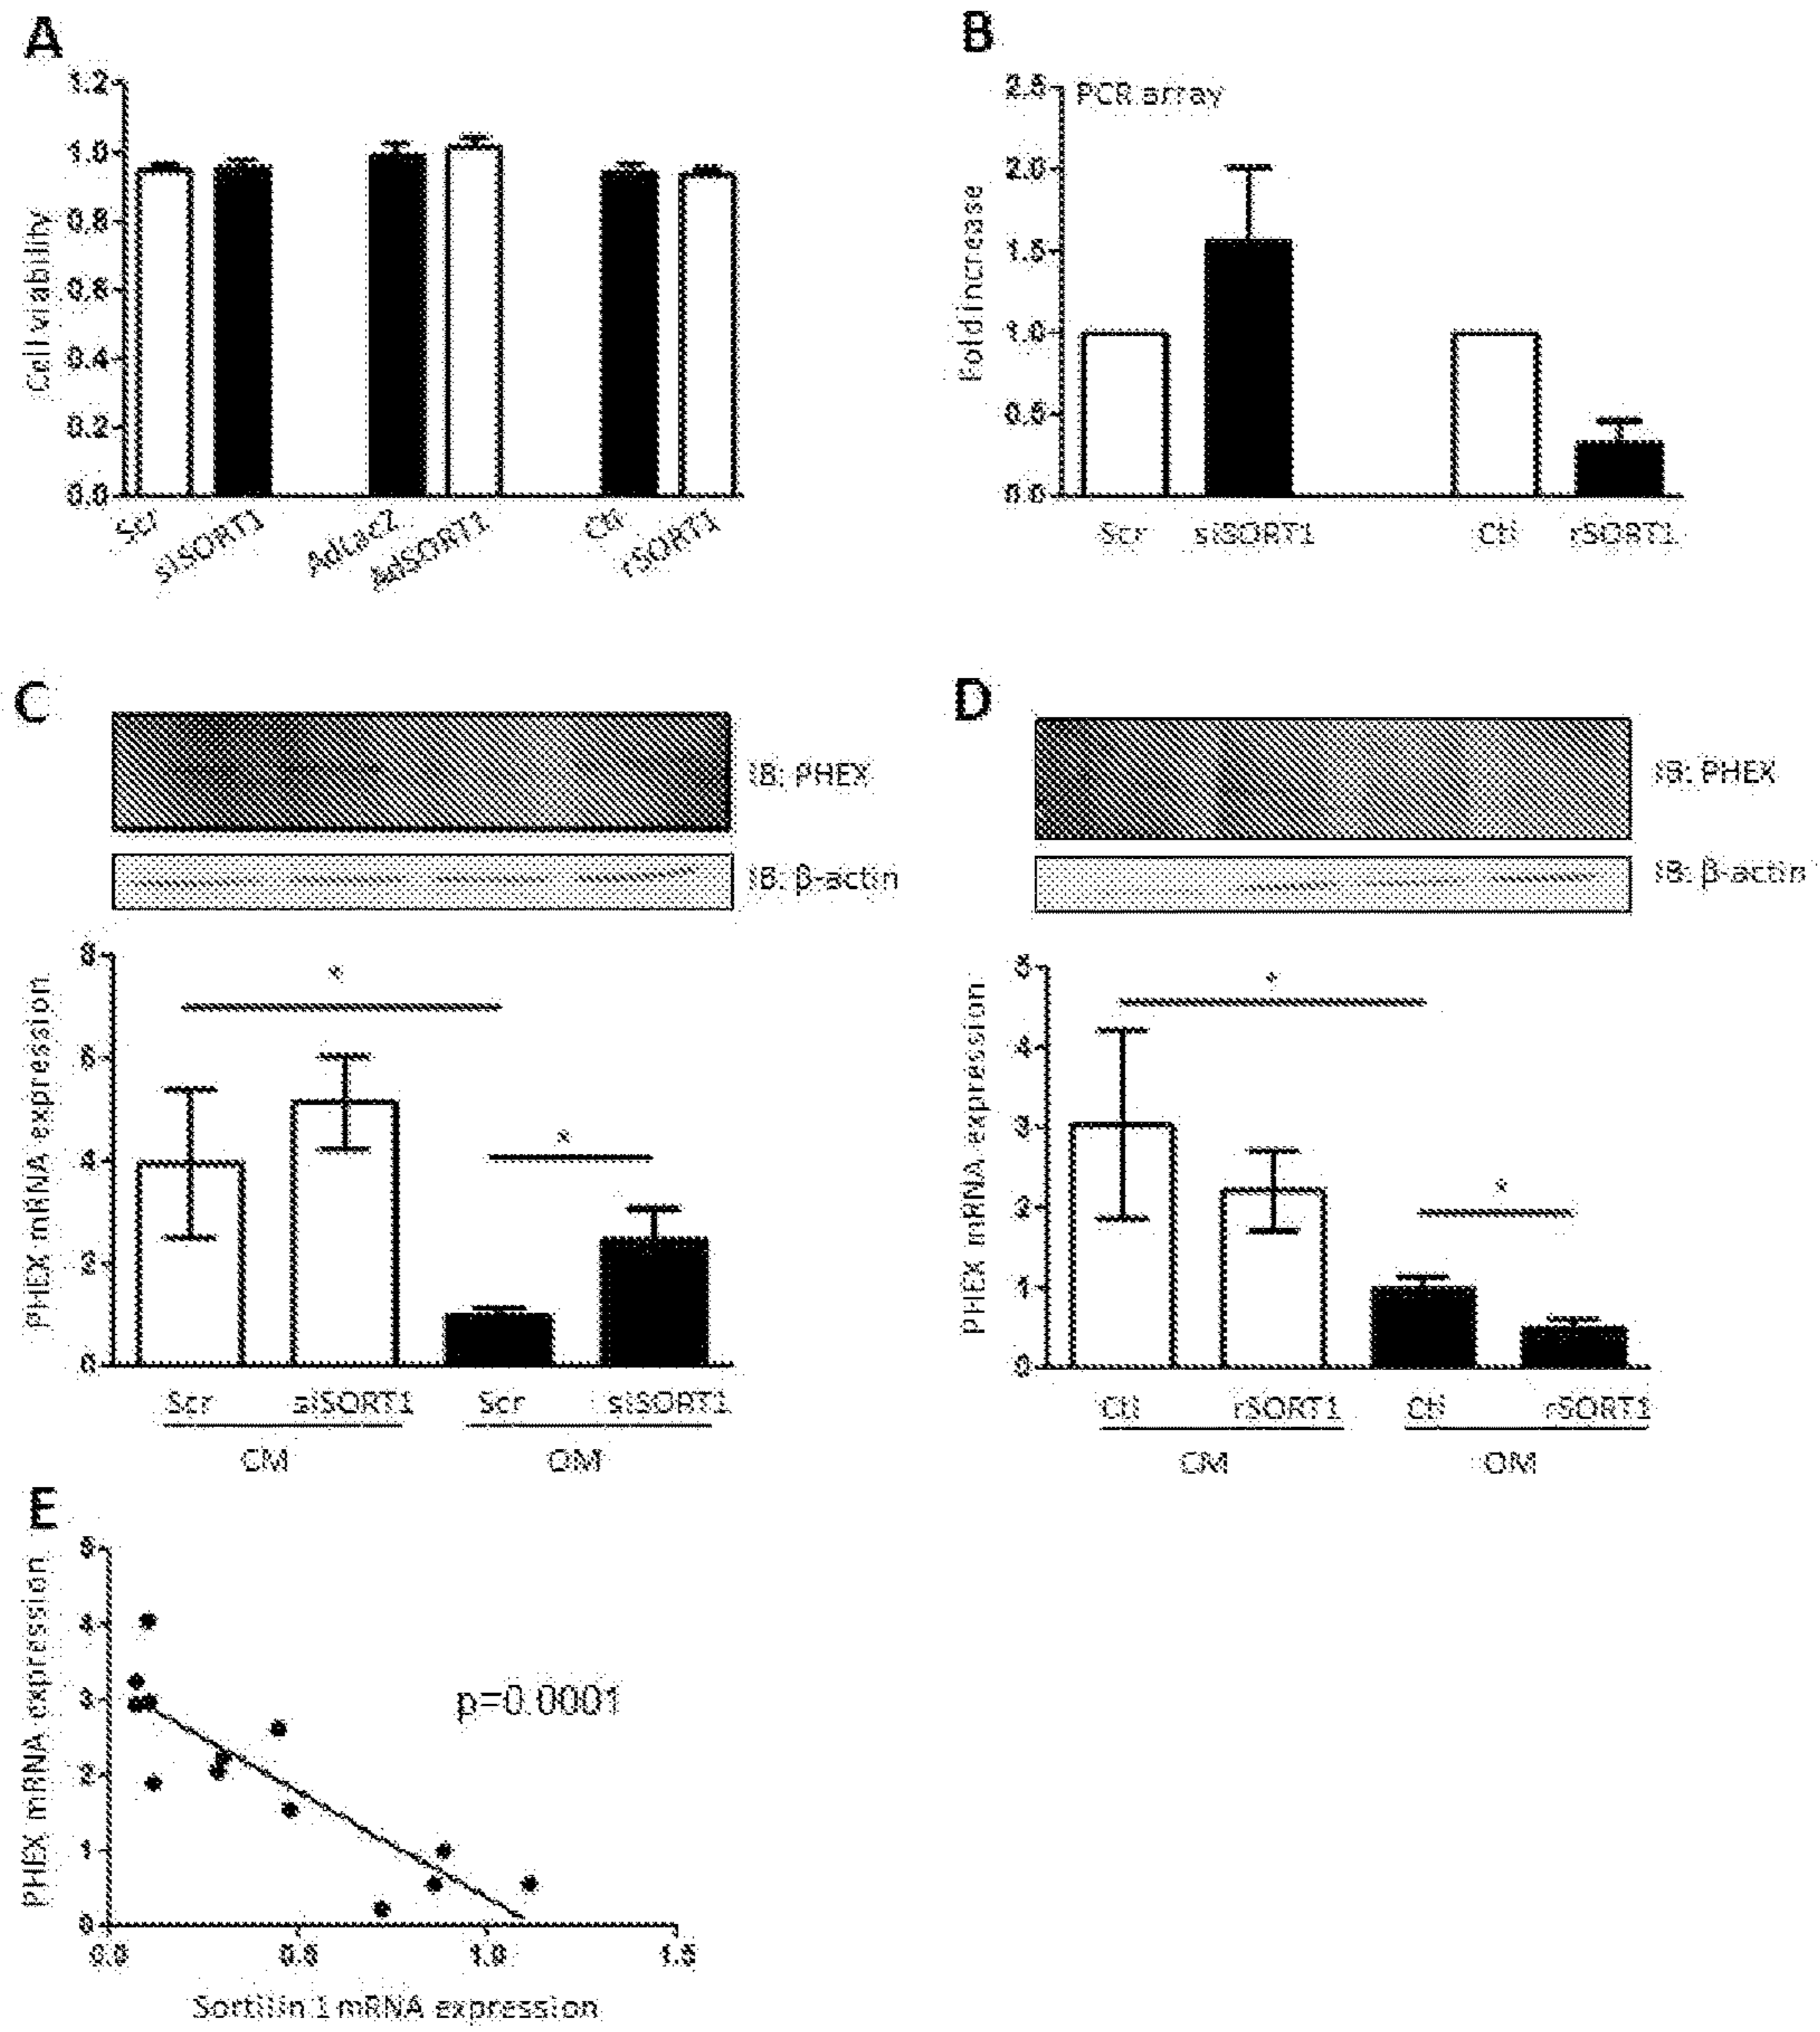 A
1.2
1.0
0.8
0.6
0.4
0.2
0.0
Cell viability
Scr
siSORT1
AdLacZ
AdSORT1
Ctl
rSORT1
B
PCR array
2.5
2.0
1.5
1.0
0.5
0.0
Fold increase
Scr
siSORT1
Ctl
rSORT1
C
IB: PHEX
IB: β-actin
8
6
4
2
0
PHEX mRNA expression
*
*
Scr
siSORT1
Scr
siSORT1
CM
OM
D
IB: PHEX
IB: β-actin
5
4
3
2
1
0
PHEX mRNA expression
*
*
Ctl
rSORT1
Ctl
rSORT1
CM
OM
E
5
4
3
2
1
0
PHEX mRNA expression
p=0.0001
0.0
0.5
1.0
1.5
Sortilin 1 mRNA expression